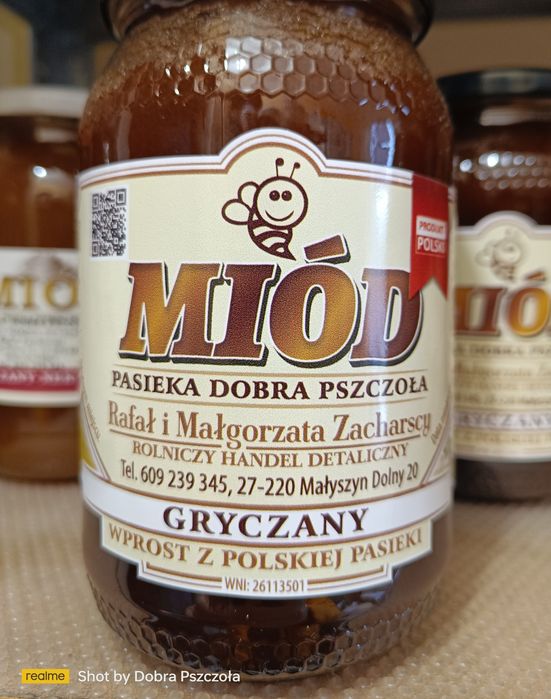 PRODUKT
POLSKI
MIÓD
PASIEKA DOBRA PSZCZOŁA
Rafał i Małgorzata Zacharscy
ROLNICZY HANDEL DETALICZNY
Tel. 609 239 345, 27-220 Małyszyn Dolny 20
GRYCZANY
WPROST Z POLSKIEJ PASIEKI
WNI: 26113501
GRYCZANY
realme Shot by Dobra Pszczoła